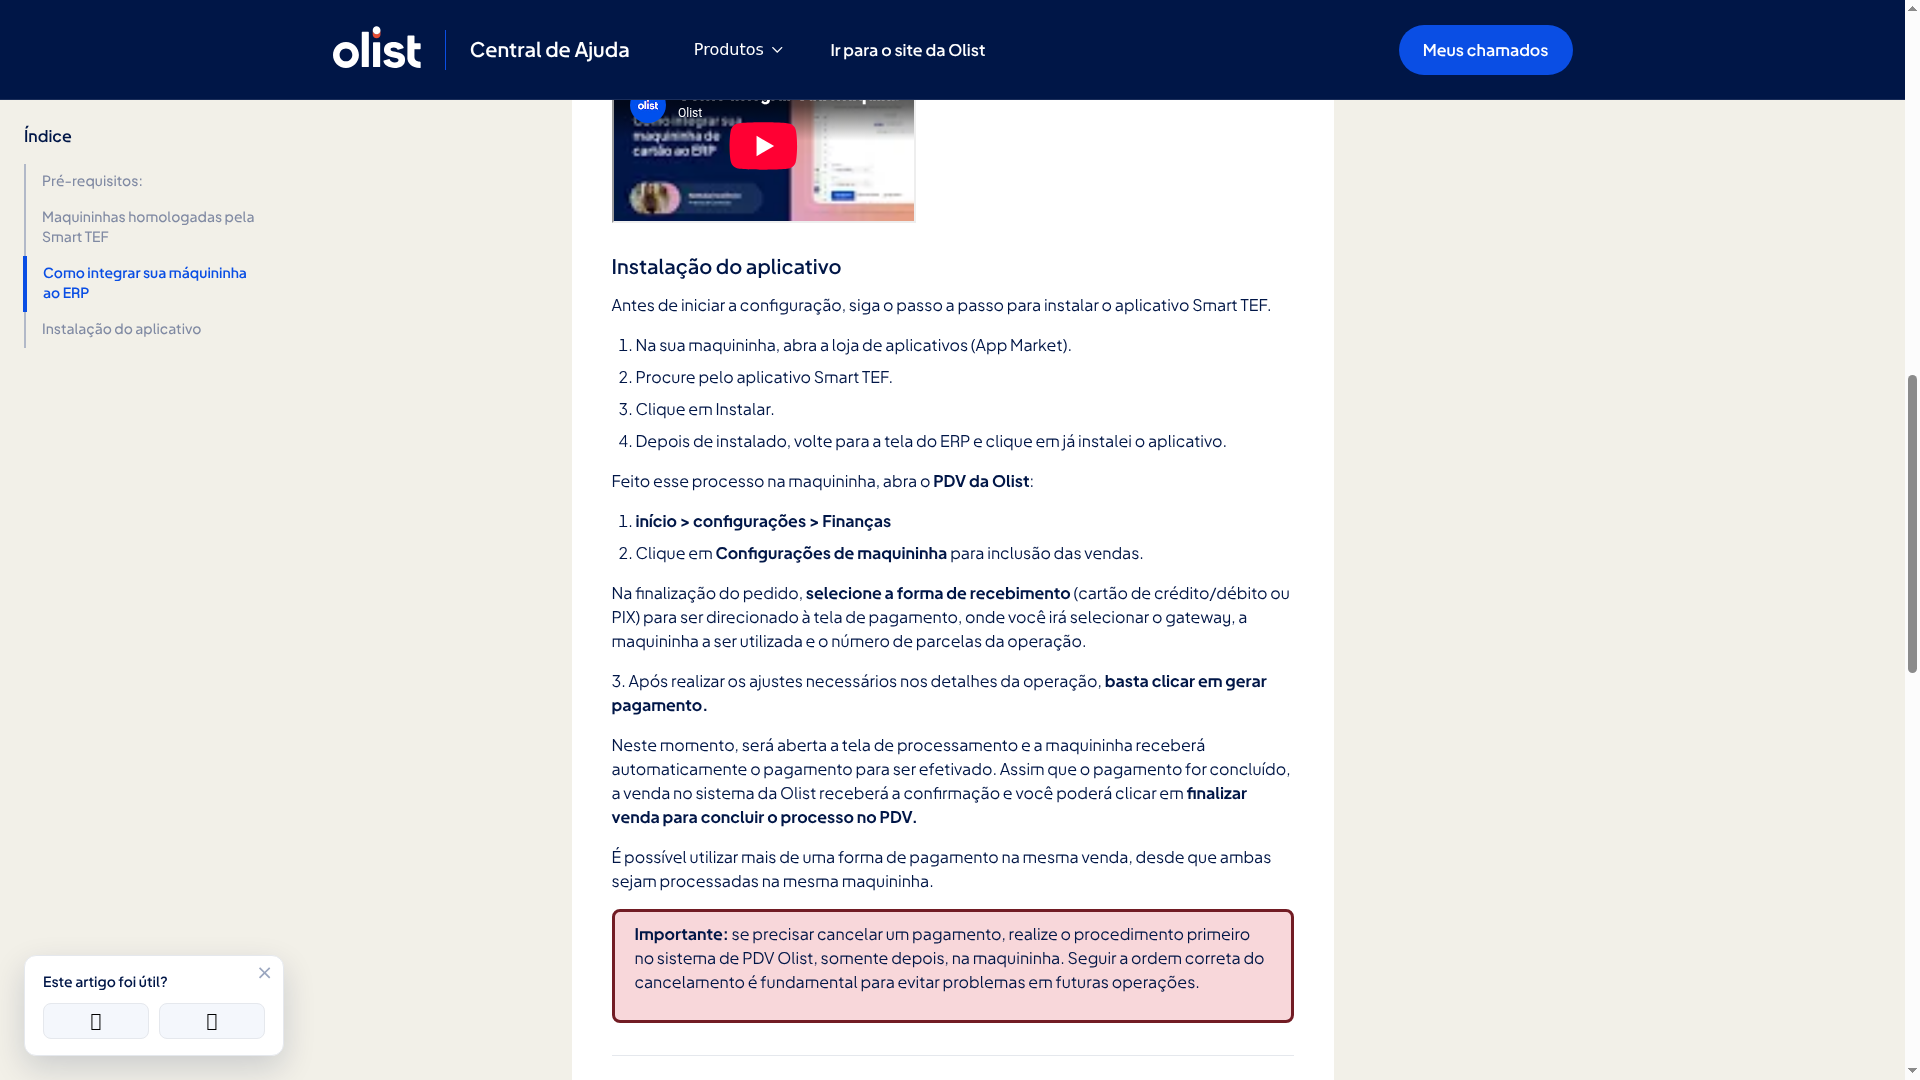 olist
Central de Ajuda
Produtos
Ir para o site da Olist
Meus chamados
Índice
Pré-requisitos:
Maquininhas homologadas pela
Smart TEF
Como integrar sua máquininha
ao ERP
Instalação do aplicativo
olist
Olist
Como integrar sua
maquininha de
cartão ao ERP
Instalação do aplicativo
Antes de iniciar a configuração, siga o passo a passo para instalar o aplicativo Smart TEF.
1. Na sua maquininha, abra a loja de aplicativos (App Market).
2. Procure pelo aplicativo Smart TEF.
3. Clique em Instalar.
4. Depois de instalado, volte para a tela do ERP e clique em já instalei o aplicativo.
Feito esse processo na maquininha, abra o PDV da Olist:
1. início > configurações > Finanças
2. Clique em Configurações de maquininha para inclusão das vendas.
Na finalização do pedido, selecione a forma de recebimento (cartão de crédito/débito ou
PIX) para ser direcionado à tela de pagamento, onde você irá selecionar o gateway, a
maquininha a ser utilizada e o número de parcelas da operação.
3. Após realizar os ajustes necessários nos detalhes da operação, basta clicar em gerar
pagamento.
Neste momento, será aberta a tela de processamento e a maquininha receberá
automaticamente o pagamento para ser efetivado. Assim que o pagamento for concluído,
a venda no sistema da Olist receberá a confirmação e você poderá clicar em finalizar
venda para concluir o processo no PDV.
É possível utilizar mais de uma forma de pagamento na mesma venda, desde que ambas
sejam processadas na mesma maquininha.
Importante: se precisar cancelar um pagamento, realize o procedimento primeiro
no sistema de PDV Olist, somente depois, na maquininha. Seguir a ordem correta do
cancelamento é fundamental para evitar problemas em futuras operações.
Este artigo foi útil?